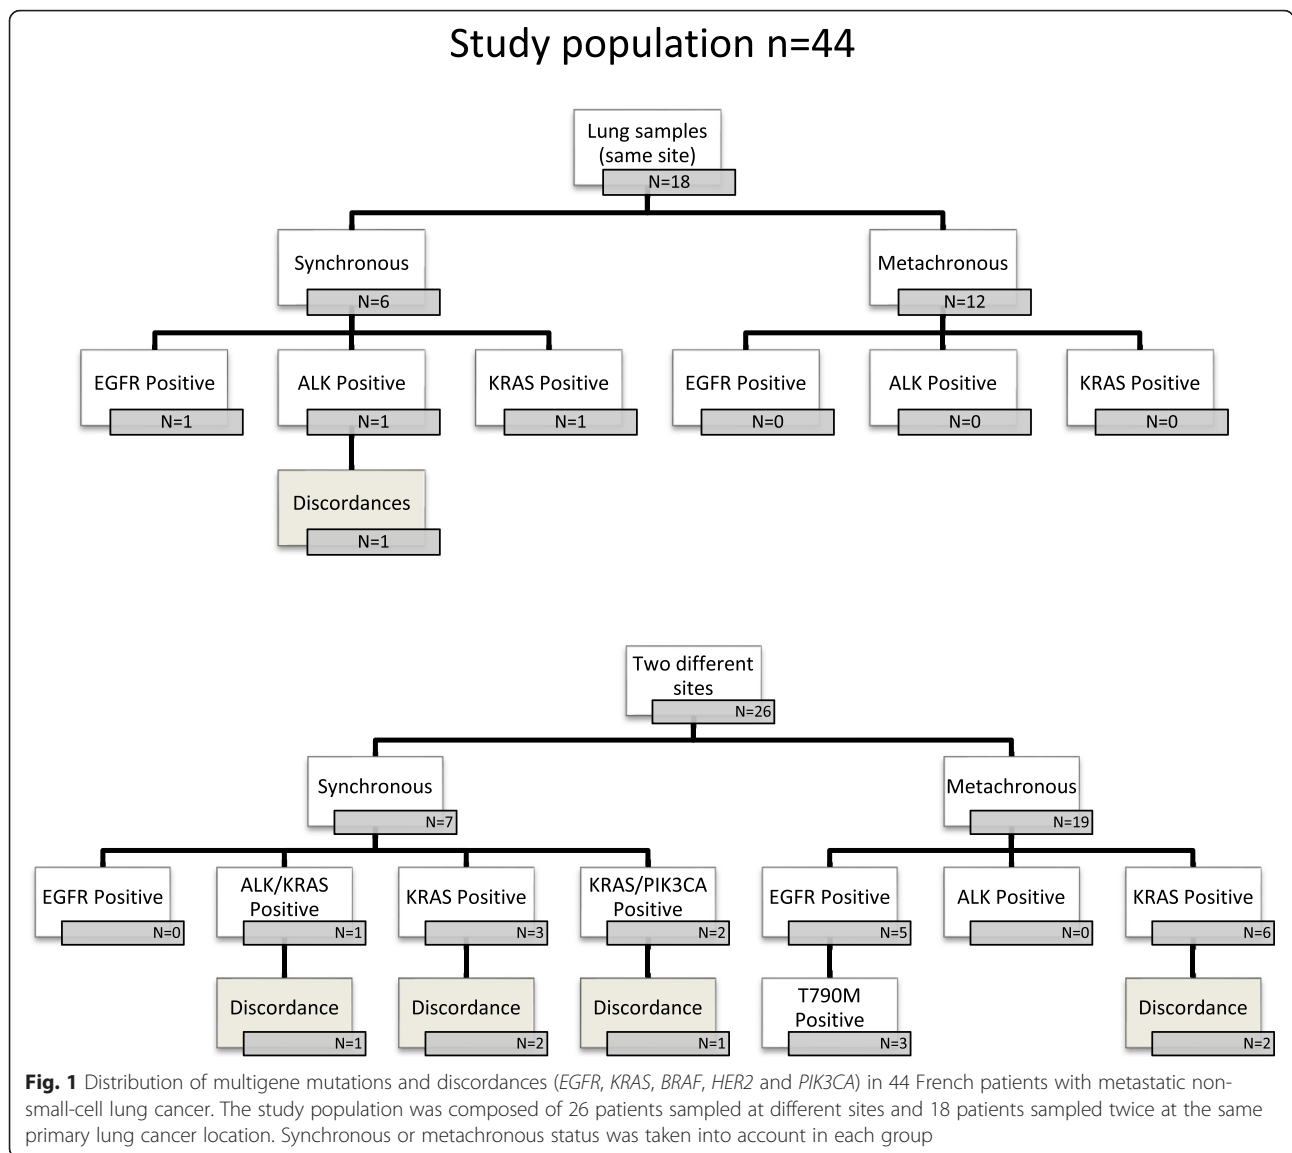 Study population n=44
Lung samples
(same site)
N=18
Synchronous
N=6
Metachronous
N=12
EGFR Positive
N=1
ALK Positive
N=1
KRAS Positive
N=1
EGFR Positive
N=0
ALK Positive
N=0
KRAS Positive
N=0
Discordances
N=1
Two different
sites
N=26
Synchronous
N=7
Metachronous
N=19
EGFR Positive
N=0
ALK/KRAS
Positive
N=1
KRAS Positive
N=3
KRAS/PIK3CA
Positive
N=2
EGFR Positive
N=5
ALK Positive
N=0
KRAS Positive
N=6
Discordance
N=1
Discordance
N=2
Discordance
N=1
T790M
Positive
N=3
Discordance
N=2
Fig. 1 Distribution of multigene mutations and discordances (EGFR, KRAS, BRAF, HER2 and PIK3CA) in 44 French patients with metastatic non-
small-cell lung cancer. The study population was composed of 26 patients sampled at different sites and 18 patients sampled twice at the same
primary lung cancer location. Synchronous or metachronous status was taken into account in each group